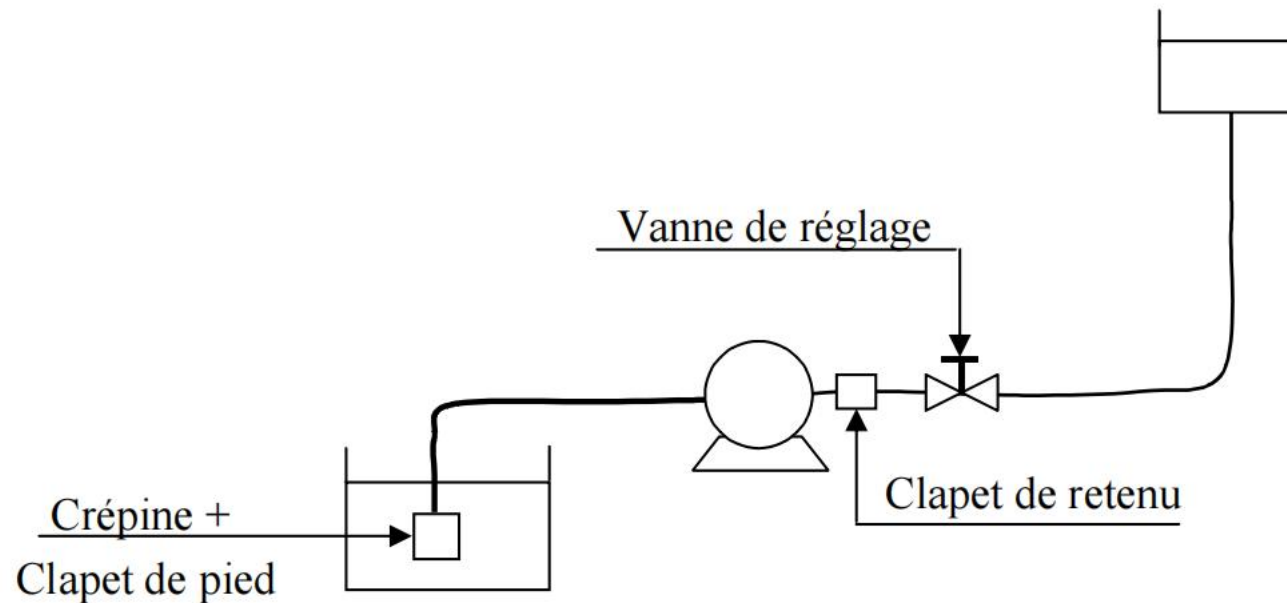 Vanne de réglage
Clapet de retenu
Crépine +
Clapet de pied